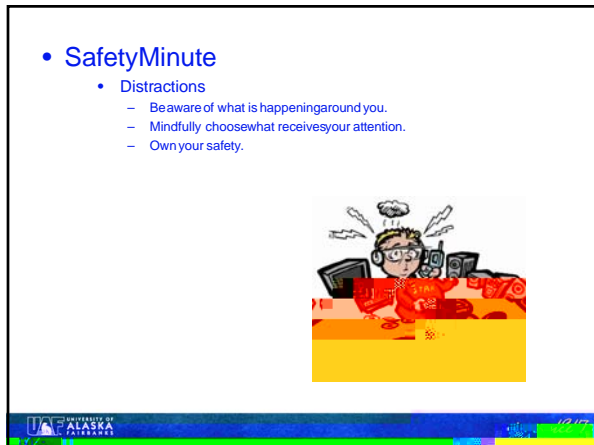 • SafetyMinute
• Distractions
– Beaware of what is happeningaround you.
– Mindfully choosewhat receivesyour attention.
– Own your safety.
UAF UNIVERSITY OF
ALASKA
FAIRBANKS